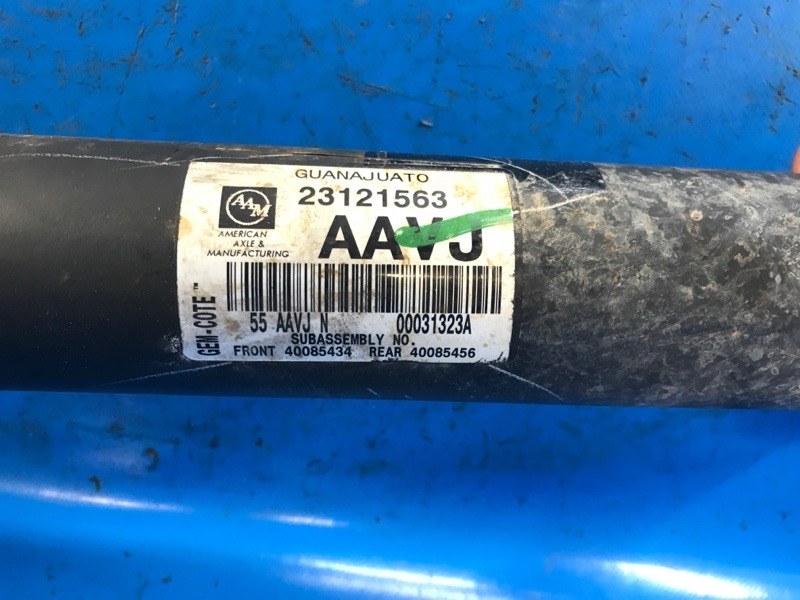 GUANAJUATO
23121563
AAM
AMERICAN
AXLE &
MANUFACTURING
AAVJ
GEM-COTE™
55 AAVJ N 00031323A
SUBASSEMBLY NO.
FRONT 40085434 REAR 40085456